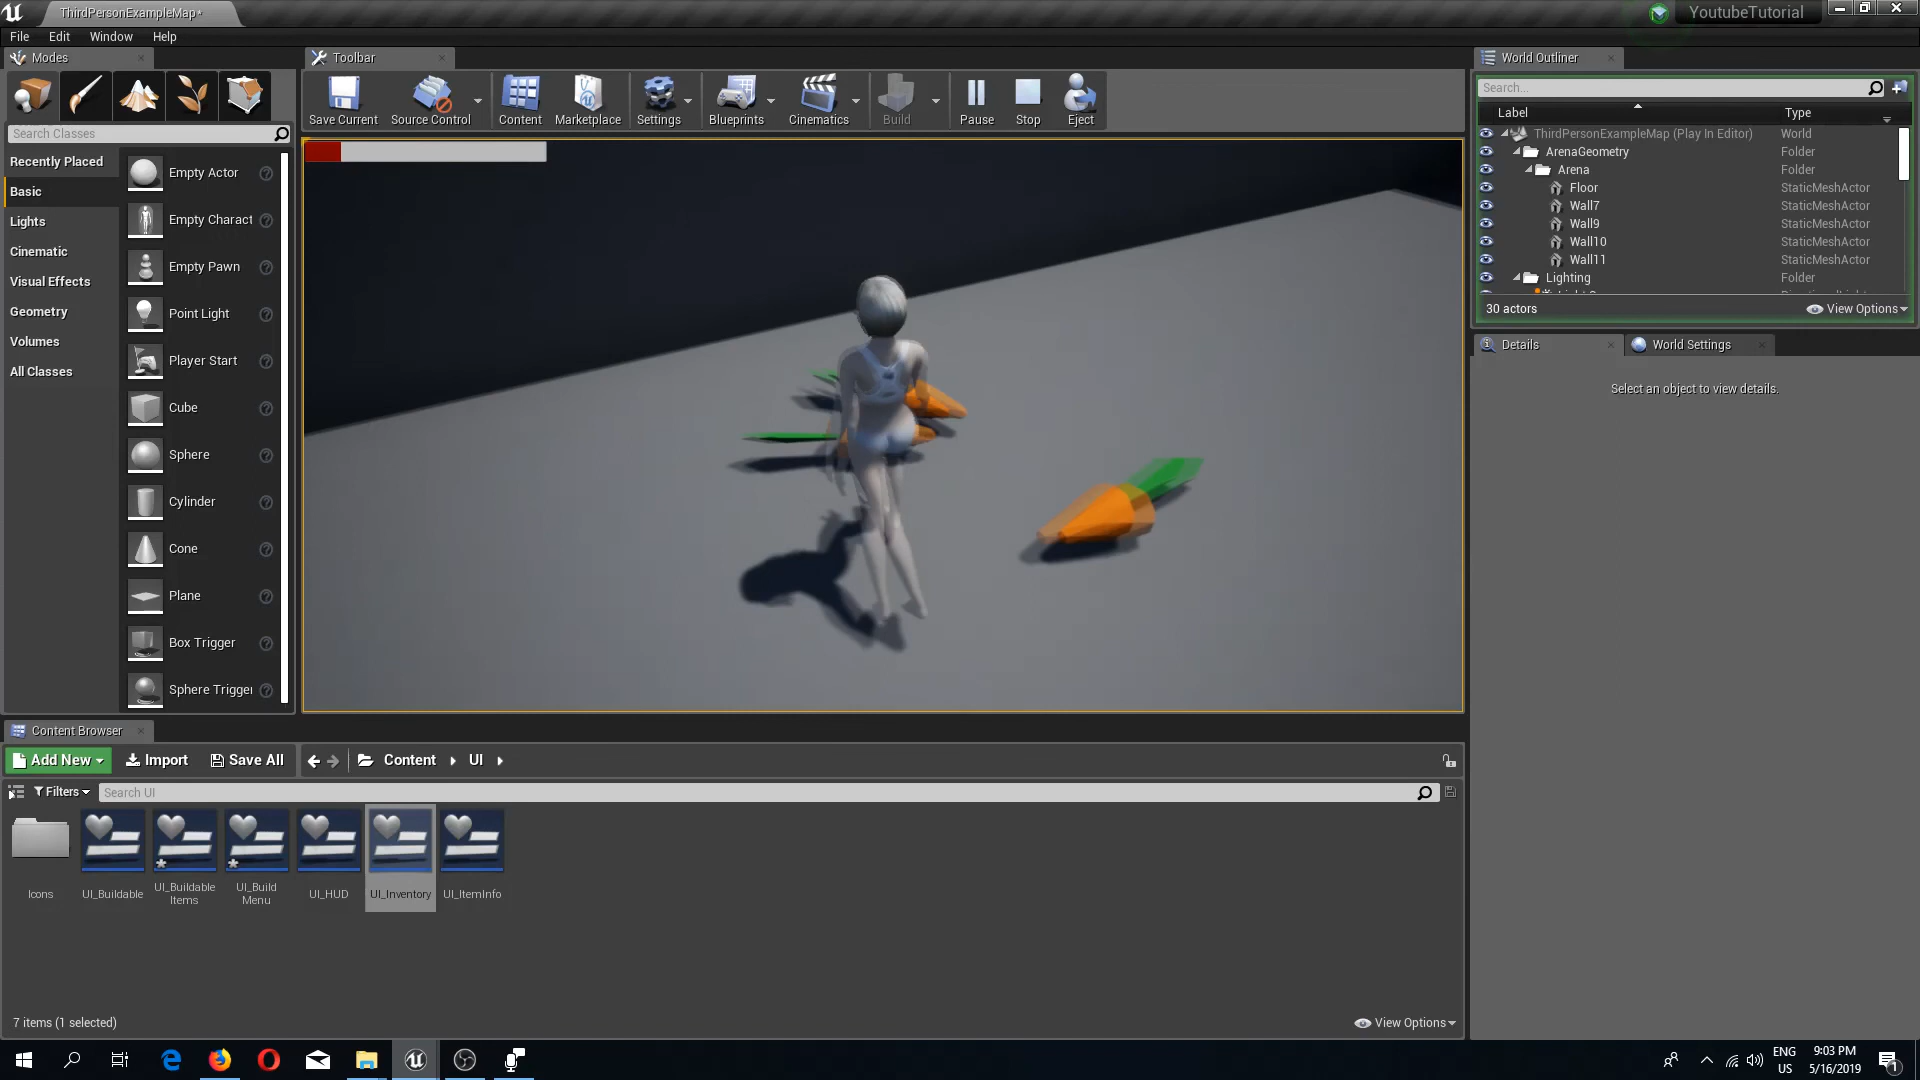 ThirdPersonExampleMap*
YoutubeTutorial
File Edit Window Help
Modes
Toolbar
World Outliner
Save Current
Source Control
Content
Marketplace
Settings
Blueprints
Cinematics
Build
Pause
Stop
Eject
Search Classes
Recently Placed
Basic
Lights
Cinematic
Visual Effects
Geometry
Volumes
All Classes
Empty Actor
Empty Charact
Empty Pawn
Point Light
Player Start
Cube
Sphere
Cylinder
Cone
Plane
Box Trigger
Sphere Trigger
Search...
Label Type
ThirdPersonExampleMap (Play In Editor) World
ArenaGeometry Folder
Arena Folder
Floor StaticMeshActor
Wall7 StaticMeshActor
Wall9 StaticMeshActor
Wall10 StaticMeshActor
Wall11 StaticMeshActor
Lighting Folder
30 actors View Options
Details
World Settings
Select an object to view details.
Content Browser
Add New Import Save All Content UI
Filters Search UI
Icons
UI_Buildable
UI_Buildable
Items
UI_Build
Menu
UI_HUD
UI_Inventory
UI_ItemInfo
7 items (1 selected) View Options
ENG
US
9:03 PM
5/16/2019
1